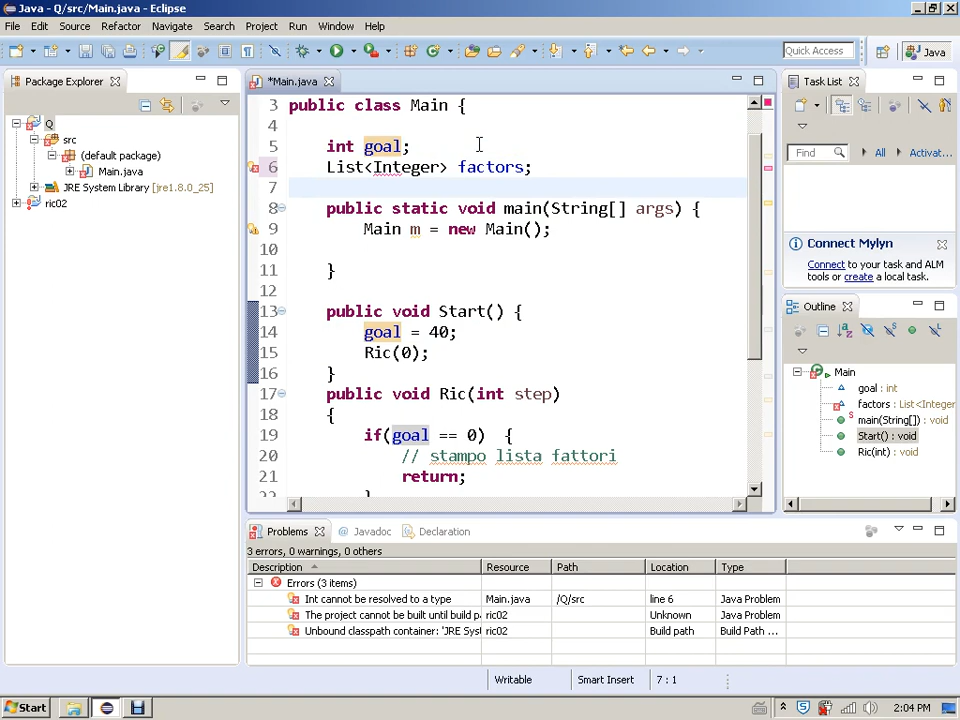 Java - Q/src/Main.java - Eclipse
File Edit Source Refactor Navigate Search Project Run Window Help
Quick Access
Java
Package Explorer
*Main.java
Task List
Q
src
(default package)
Main.java
JRE System Library [jre1.8.0_25]
ric02
3 public class Main {
4
5 int goal;
6 List<Integer> factors;
7
8 public static void main(String[] args) {
9 Main m = new Main();
10
11 }
12
13 public void Start() {
14 goal = 40;
15 Ric(0);
16 }
17 public void Ric(int step)
18 {
19 if(goal == 0) {
20 // stampo lista fattori
21 return;
22 }
Find All Activat...
Connect Mylyn
Connect to your task and ALM
tools or create a local task.
Outline
Main
goal : int
factors : List<Integer
main(String[]) : void
Start() : void
Ric(int) : void
Problems
Javadoc
Declaration
3 errors, 0 warnings, 0 others
Description Resource Path Location Type
Errors (3 items)
Int cannot be resolved to a type Main.java /Q/src line 6 Java Problem
The project cannot be built until build p ric02 Unknown Java Problem
Unbound classpath container: 'JRE Sys ric02 Build path Build Path ...
Writable Smart Insert 7 : 1
Start
2:04 PM